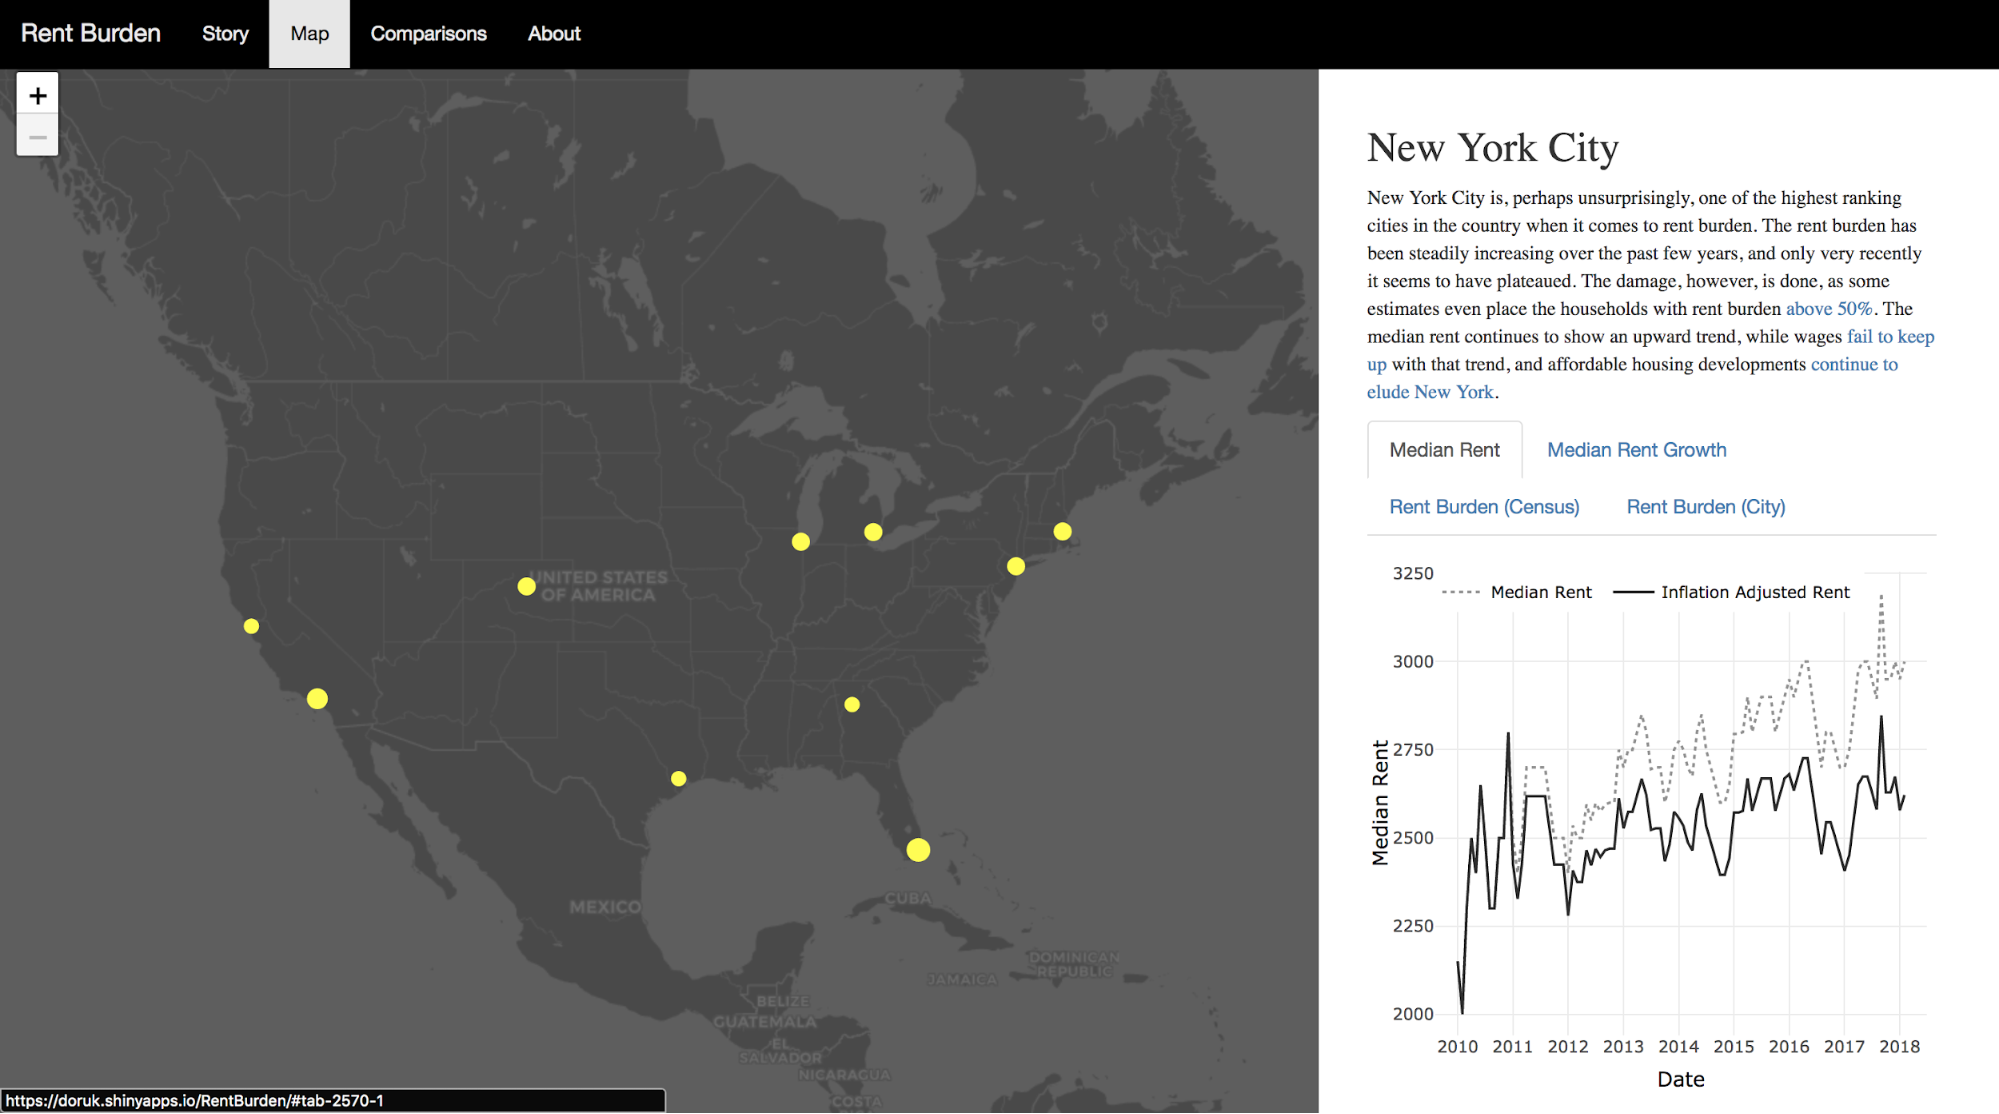 Rent Burden Story Map Comparisons About
+
−
UNITED STATES
OF AMERICA
MEXICO
CUBA
DOMINICAN
REPUBLIC
JAMAICA
BELIZE
GUATEMALA
EL
SALVADOR
NICARAGUA
COSTA
https://doruk.shinyapps.io/RentBurden/#tab-2570-1
New York City
New York City is, perhaps unsurprisingly, one of the highest ranking
cities in the country when it comes to rent burden. The rent burden has
been steadily increasing over the past few years, and only very recently
it seems to have plateaued. The damage, however, is done, as some
estimates even place the households with rent burden above 50%. The
median rent continues to show an upward trend, while wages fail to keep
up with that trend, and affordable housing developments continue to
elude New York.
Median Rent Median Rent Growth
Rent Burden (Census) Rent Burden (City)
Median Rent Inflation Adjusted Rent
3250
3000
2750
2500
2250
2000
Median Rent
2010 2011 2012 2013 2014 2015 2016 2017 2018
Date